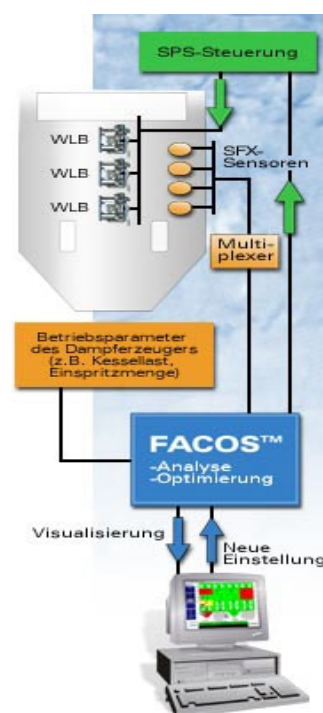 SPS-Steuerung
WLB
WLB
WLB
SFX-
Sensoren
Multi-
plexer
Betriebsparameter
des Dampferzeugers
(z.B. Kessellast,
Einspritzmenge)
FACOS™
-Analyse
-Optimierung
Visualisierung
Neue
Einstellung